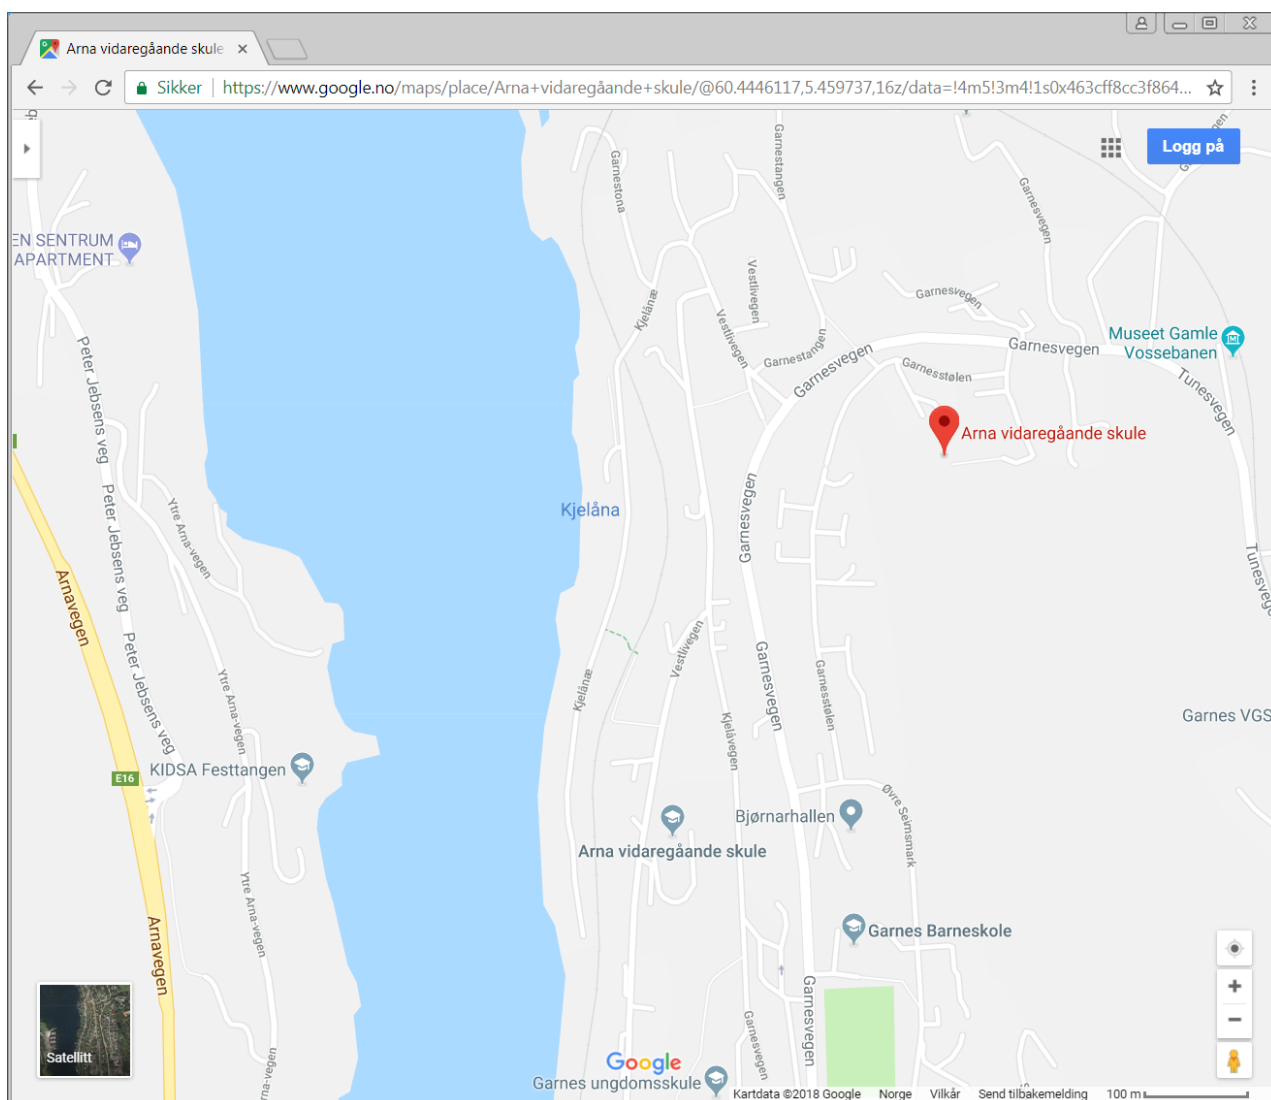 Arna vidaregåande skule
Sikker
https://www.google.no/maps/place/Arna+vidaregåande+skule/@60.4446117,5.459737,16z/data=!4m5!3m4!1s0x463cff8cc3f864...
Logg på
Garnestona
Garnestangen
Garnesvegen
EN SENTRUM
APARTMENT
Vestlivegen
Garnesvegen
Kjelånæ
Vestlivegen
Museet Gamle
Vossebanen
Garnesvegen
Garnesvegen
Garnestangen
Garnesstølen
Tunesvegen
Peter Jebsens veg
Arna vidaregåande skule
Kjelåna
Garnesvegen
Peter Jebsens veg
Ytre Arna-vegen
Arnavegen
Tunesveg
Peter Jebsens veg
Vestlivegen
Garnesvegen
Garnesstølen
Kjelånæ
Ytre Arna-vegen
Kjelåvegen
Garnes VGS
E16
KIDSA Festtangen
Bjørnarhallen
Øvre Seimsmark
Arna vidaregåande skule
Ytre Arna-vegen
Arnavegen
Garnes Barneskole
Garnesvegen
Garnesvegen
Satellitt
Google
Garnes ungdomsskule
Kartdata ©2018 Google
Norge
Vilkår
Send tilbakemelding
100 m